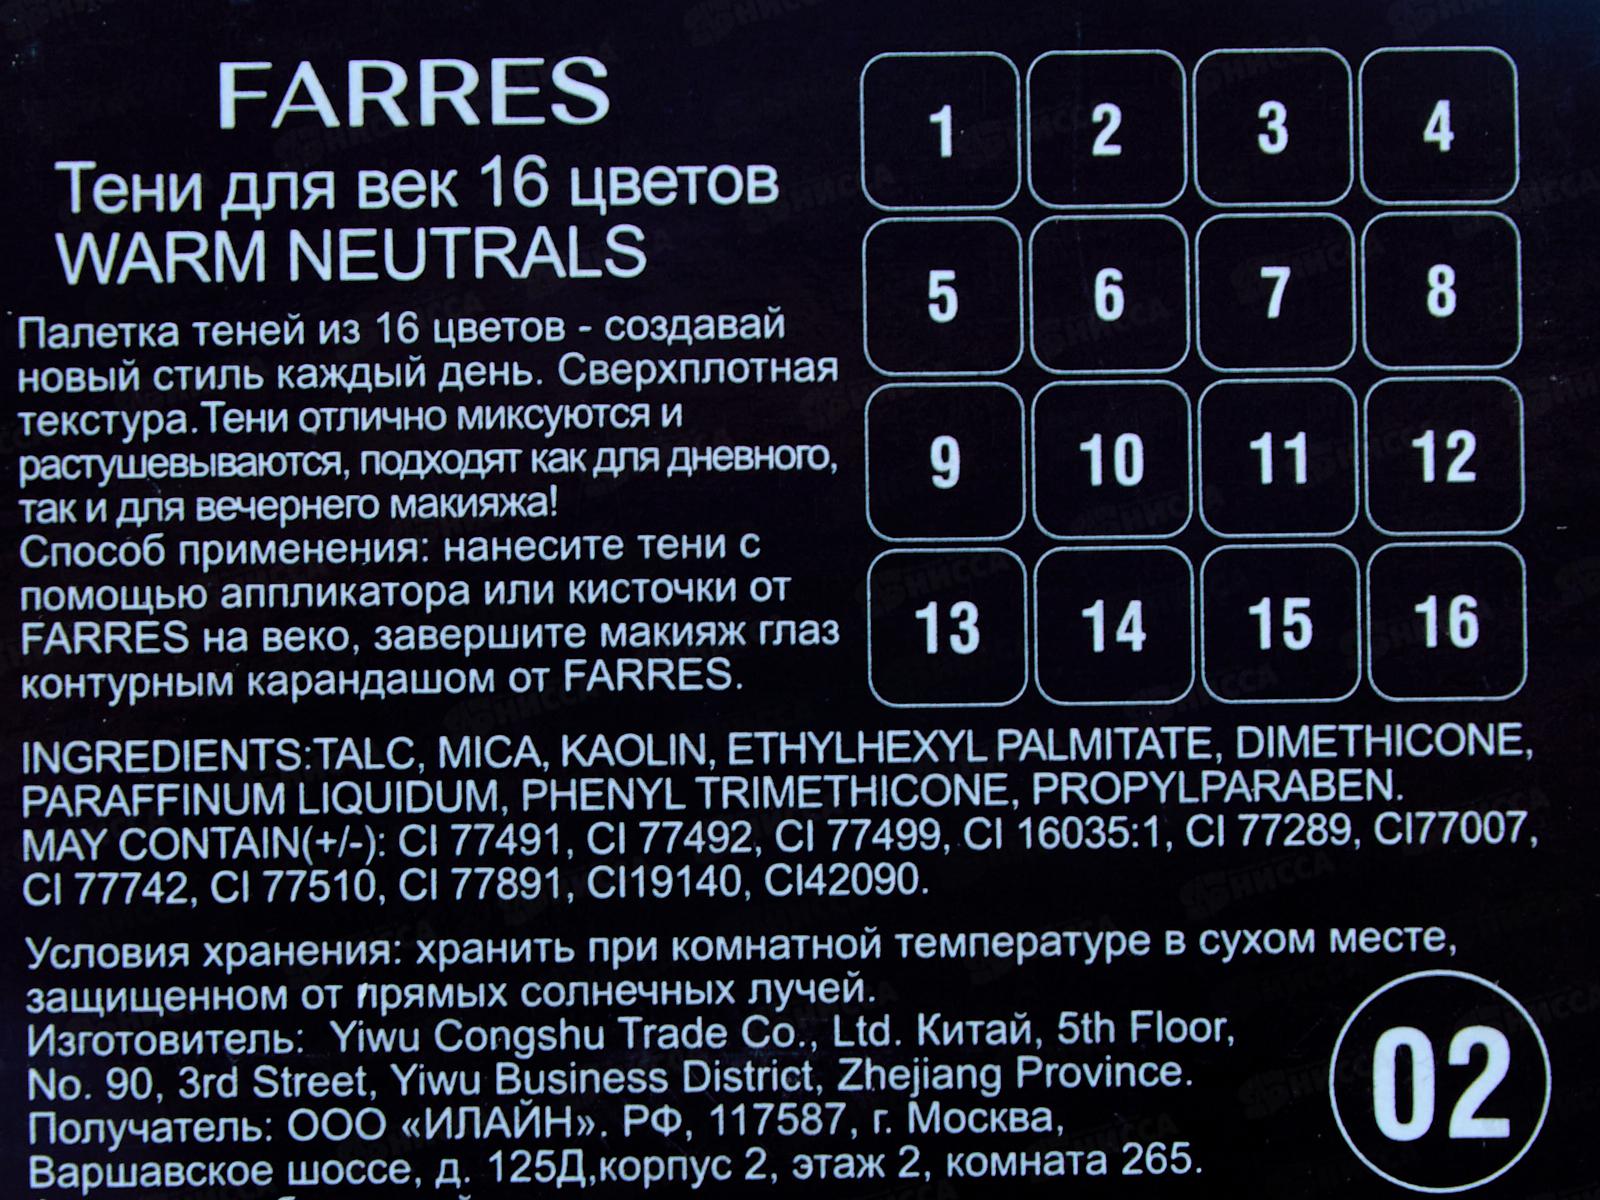 FARRES
Тени для век 16 цветов
WARM NEUTRALS
Палетка теней из 16 цветов - создавай
новый стиль каждый день. Сверхплотная
текстура.Тени отлично миксуются и
растушевываются, подходят как для дневного,
так и для вечернего макияжа!
Способ применения: нанесите тени с
помощью аппликатора или кисточки от
FARRES на веко, завершите макияж глаз
контурным карандашом от FARRES.
1 2 3 4
5 6 7 8
9 10 11 12
13 14 15 16
INGREDIENTS:TALC, MICA, KAOLIN, ETHYLHEXYL PALMITATE, DIMETHICONE,
PARAFFINUM LIQUIDUM, PHENYL TRIMETHICONE, PROPYLPARABEN.
MAY CONTAIN(+/-): CI 77491, CI 77492, CI 77499, CI 16035:1, CI 77289, CI77007,
CI 77742, CI 77510, CI 77891, CI19140, CI42090.
Условия хранения: хранить при комнатной температуре в сухом месте,
защищенном от прямых солнечных лучей.
Изготовитель: Yiwu Congshu Trade Co., Ltd. Китай, 5th Floor,
No. 90, 3rd Street, Yiwu Business District, Zhejiang Province.
Получатель: ООО «ИЛАЙН». РФ, 117587, г. Москва,
Варшавское шоссе, д. 125Д,корпус 2, этаж 2, комната 265.
02